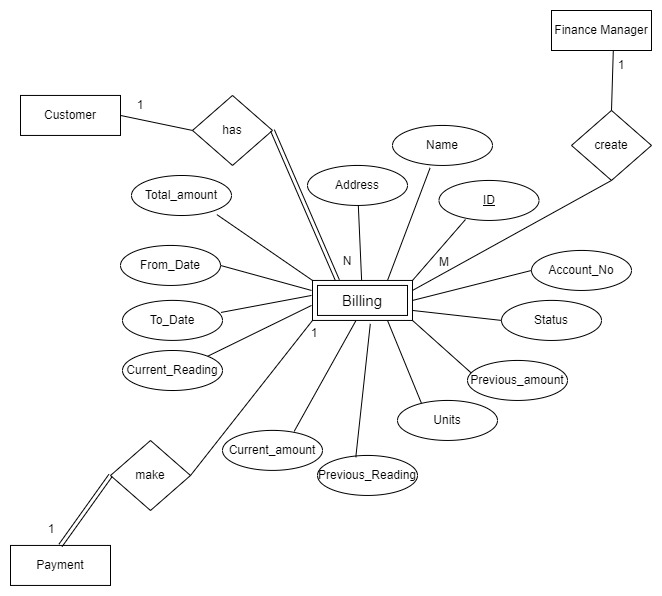 Finance Manager
1
Customer
1
has
create
Name
Address
Total_amount
ID
N
M
From_Date
Account_No
Billing
To_Date
Status
1
Current_Reading
Previous_amount
Units
Current_amount
Previous_Reading
make
1
Payment